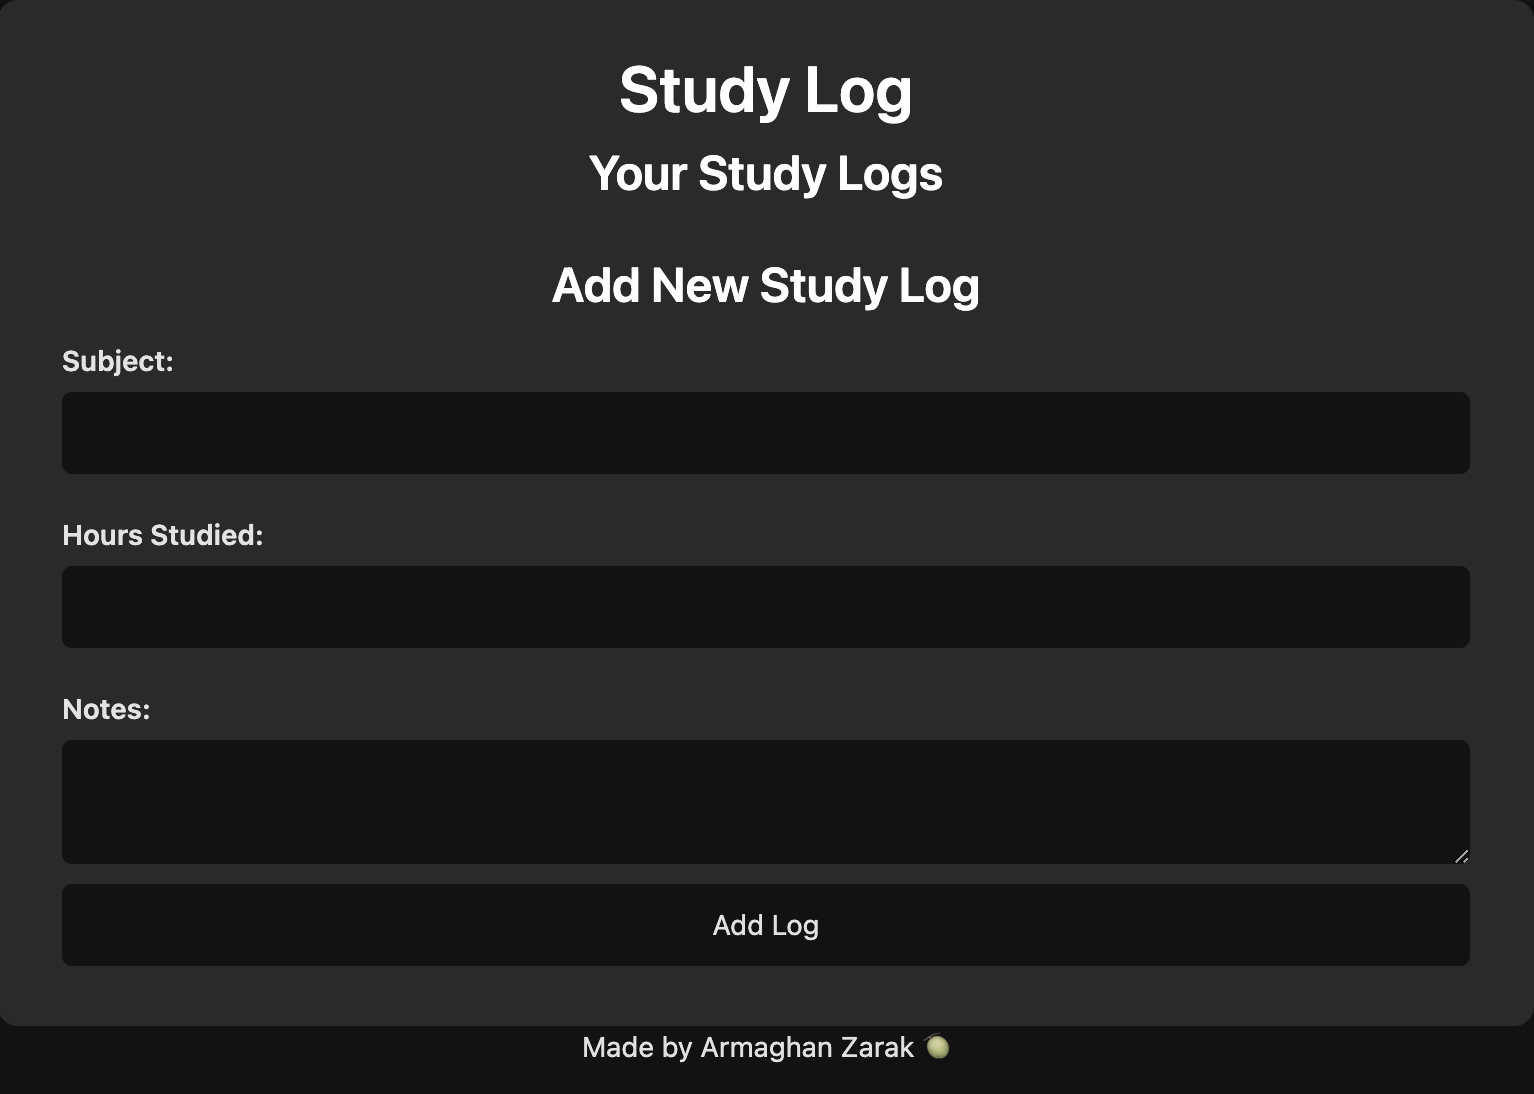 Study Log
Your Study Logs
Add New Study Log
Subject:
Hours Studied:
Notes:
Add Log
Made by Armaghan Zarak 🍈